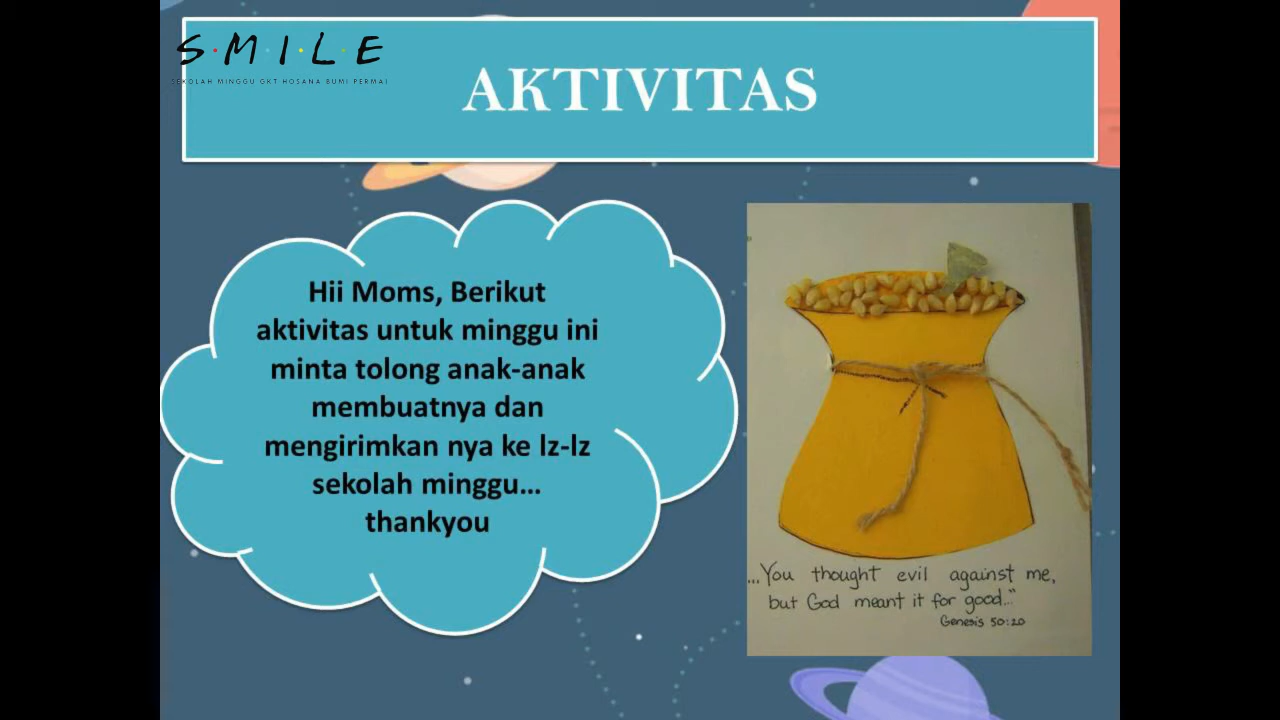 S·M·I·L·E
SEKOLAH MINGGU GKT HOSANA BUMI PERMAI
AKTIVITAS
Hii Moms, Berikut
aktivitas untuk minggu ini
minta tolong anak-anak
membuatnya dan
mengirimkan nya ke lz-lz
sekolah minggu...
thankyou
...You thought evil against me,
but God meant it for good..."
Genesis 50:20